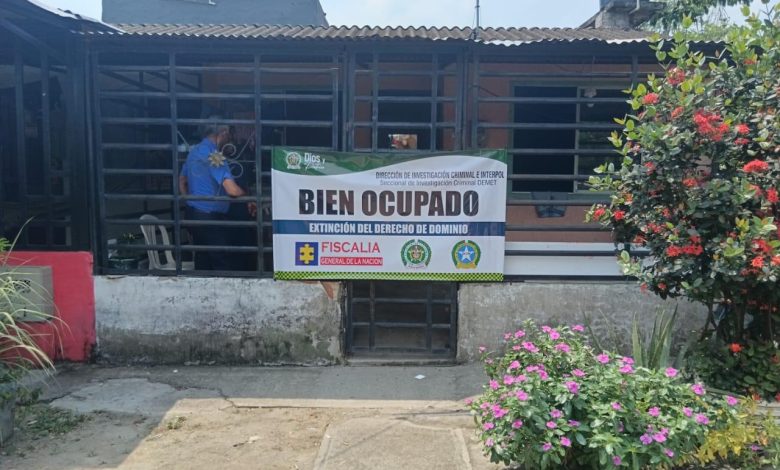 Dios y
DIRECCIÓN DE INVESTIGACIÓN CRIMINAL E INTERPOL
Seccional de Investigación Criminal DEMET
BIEN OCUPADO
EXTINCIÓN DEL DERECHO DE DOMINIO
FISCALIA
GENERAL DE LA NACION